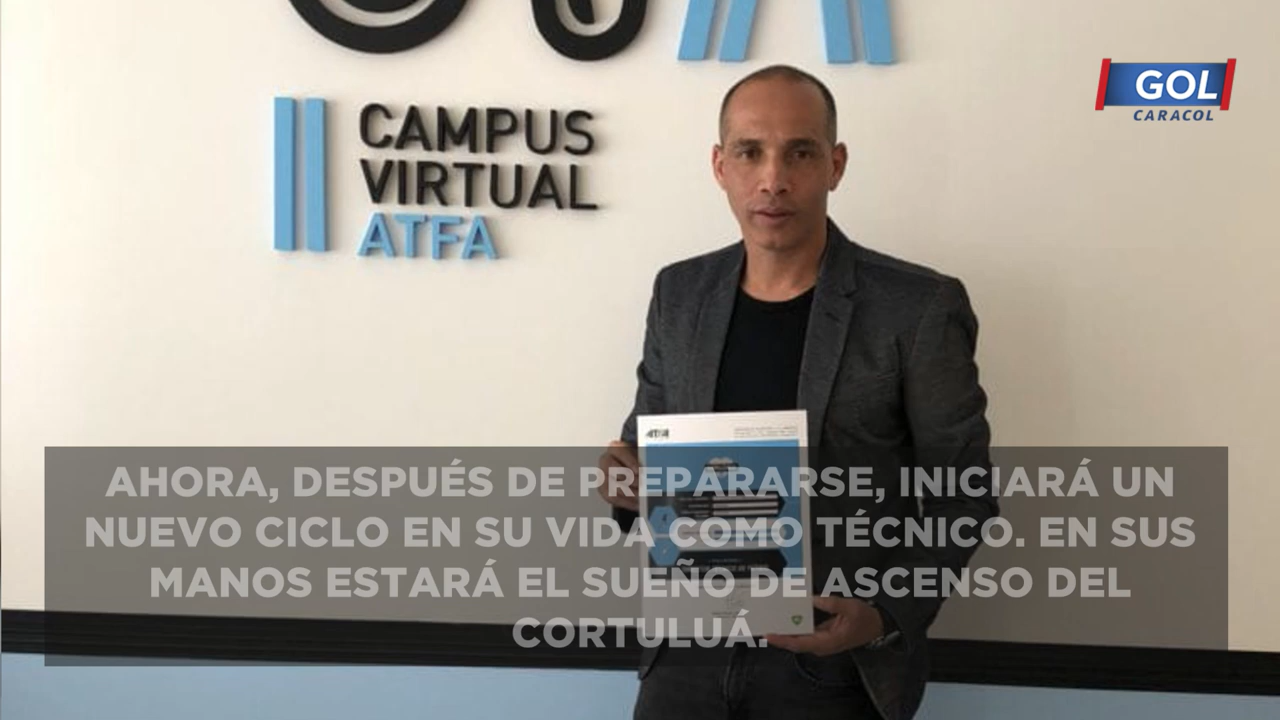 CAMPUS
VIRTUAL
ATFA
GOL
CARACOL
ATFA
AHORA, DESPUÉS DE PREPARARSE, INICIARÁ UN
NUEVO CICLO EN SU VIDA COMO TÉCNICO. EN SUS
MANOS ESTARÁ EL SUEÑO DE ASCENSO DEL
CORTULUÁ.